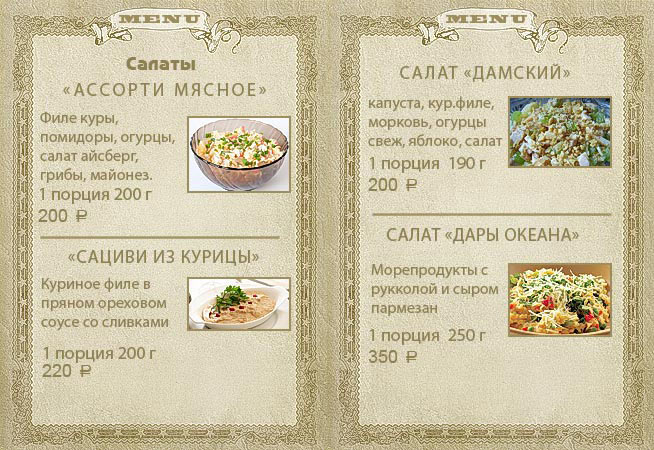 MENU
Салаты
«АССОРТИ МЯСНОЕ»
Филе куры,
помидоры, огурцы,
салат айсберг,
грибы, майонез.
1 порция 200 г
200 ₽
«САЦИВИ ИЗ КУРИЦЫ»
Куриное филе в
пряном ореховом
соусе со сливками
1 порция 200 г
220 ₽
MENU
САЛАТ «ДАМСКИЙ»
капуста, кур.филе,
морковь, огурцы
свеж, яблоко, салат
1 порция 190 г
200 ₽
САЛАТ «ДАРЫ ОКЕАНА»
Морепродукты с
рукколой и сыром
пармезан
1 порция 250 г
350 ₽